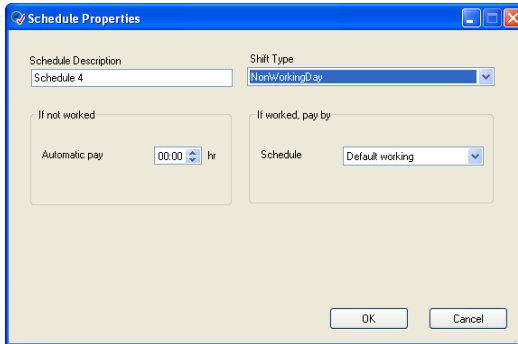 Schedule Properties
Schedule Description
Shift Type
Schedule 4
NonWorkingDay
If not worked
If worked, pay by
Automatic pay
00:00
hr
Schedule
Default working
OK
Cancel